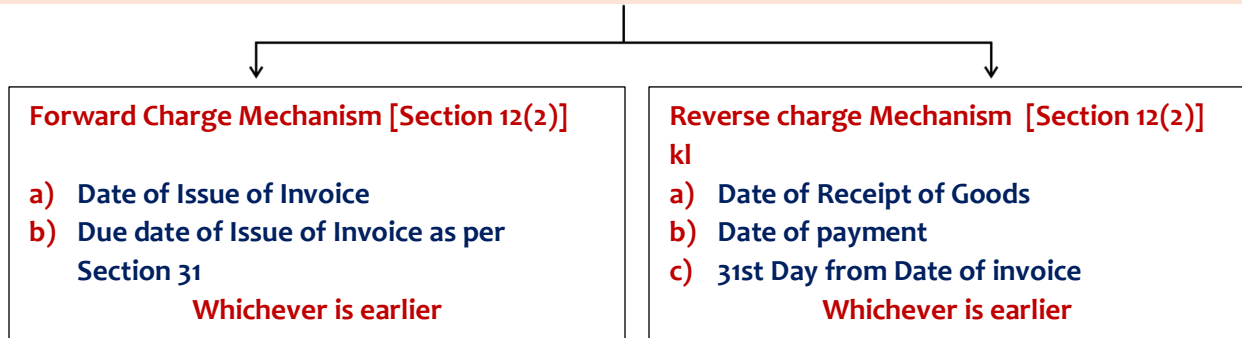 Forward Charge Mechanism [Section 12(2)]
a) Date of Issue of Invoice
b) Due date of Issue of Invoice as per
Section 31
Whichever is earlier
Reverse charge Mechanism [Section 12(2)]
kl
a) Date of Receipt of Goods
b) Date of payment
c) 31st Day from Date of invoice
Whichever is earlier